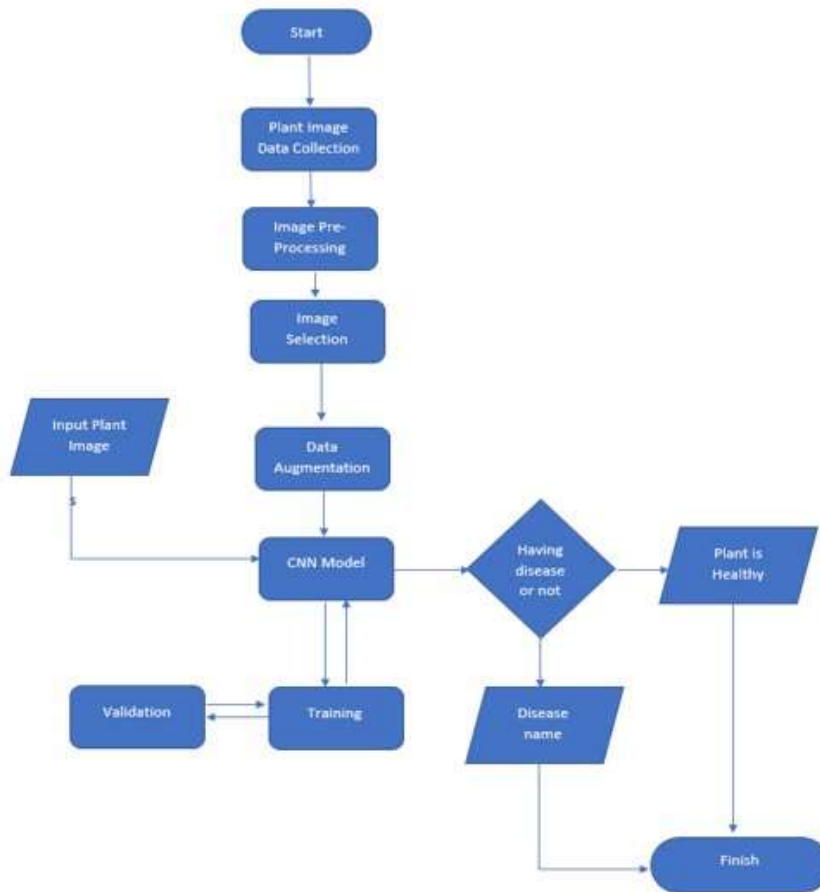 Start
Plant Image
Data Collection
Image Pre-
Processing
Image
Selection
Input Plant
Image
s
Data
Augmentation
CNN Model
Having
disease
or not
Plant is
Healthy
Validation
Training
Disease
name
Finish